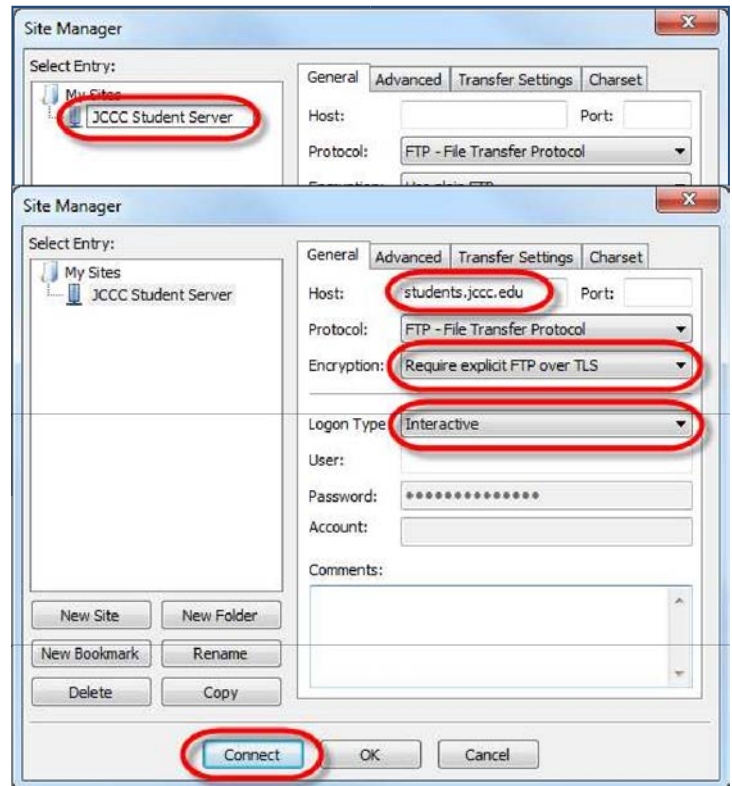 Site Manager
Select Entry:
My Sites
JCCC Student Server
General Advanced Transfer Settings Charset
Host: Port:
Protocol: FTP - File Transfer Protocol
Site Manager
Select Entry:
My Sites
JCCC Student Server
General Advanced Transfer Settings Charset
Host: students.jccc.edu Port:
Protocol: FTP - File Transfer Protocol
Encryption: Require explicit FTP over TLS
Logon Type Interactive
User:
Password: ••••••••••••••
Account:
Comments:
New Site New Folder
New Bookmark Rename
Delete Copy
Connect OK Cancel